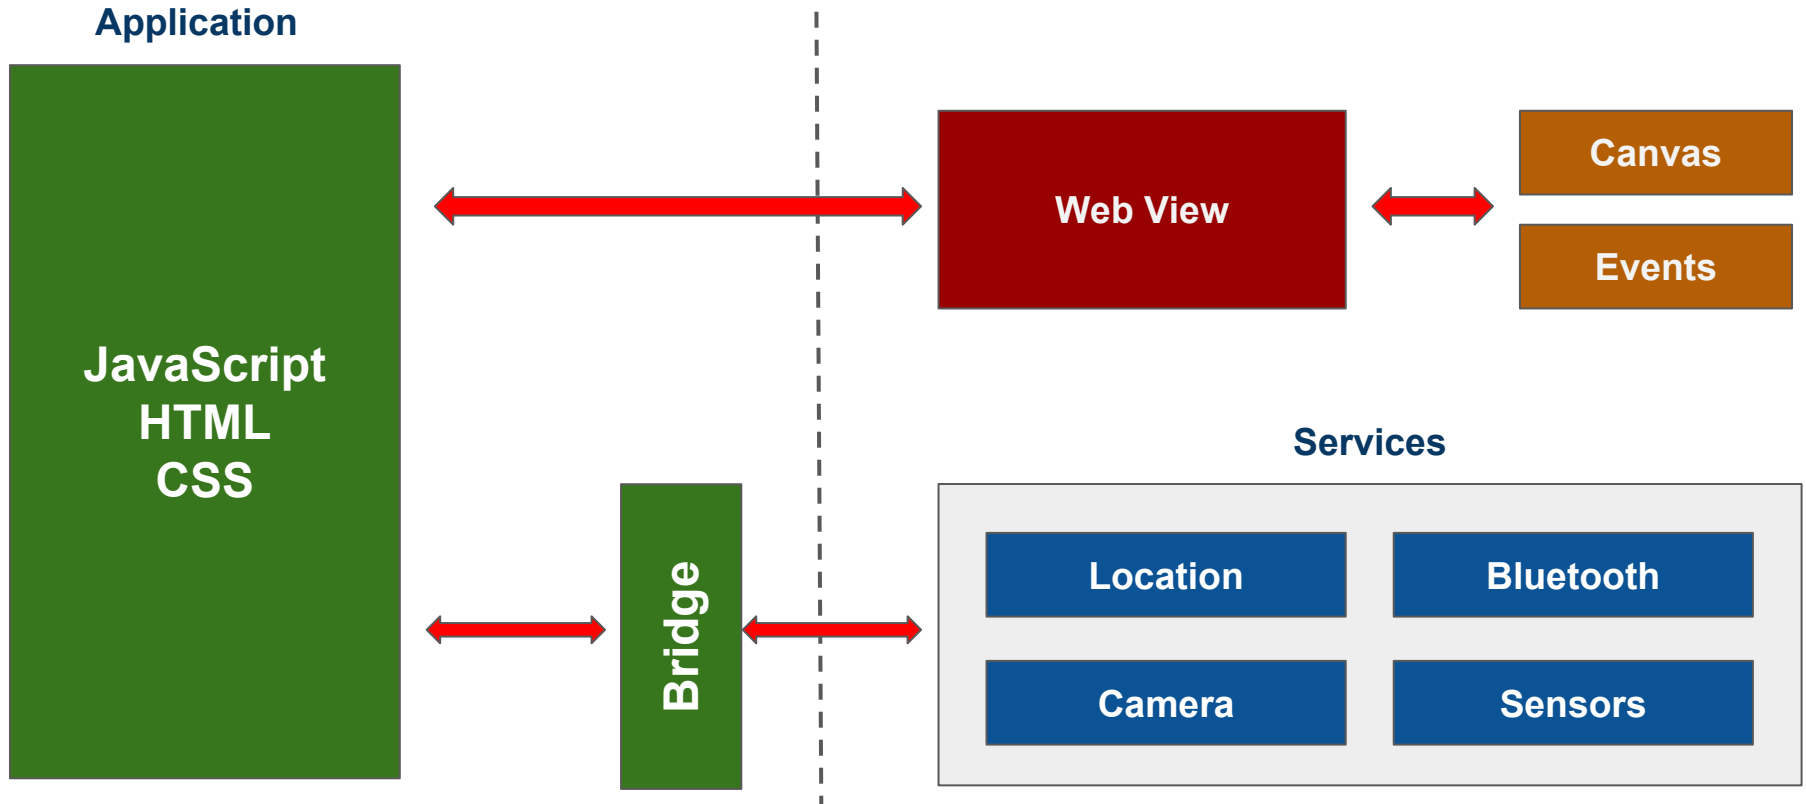 Application
JavaScript
HTML
CSS
Bridge
Web View
Canvas
Events
Services
Location
Bluetooth
Camera
Sensors